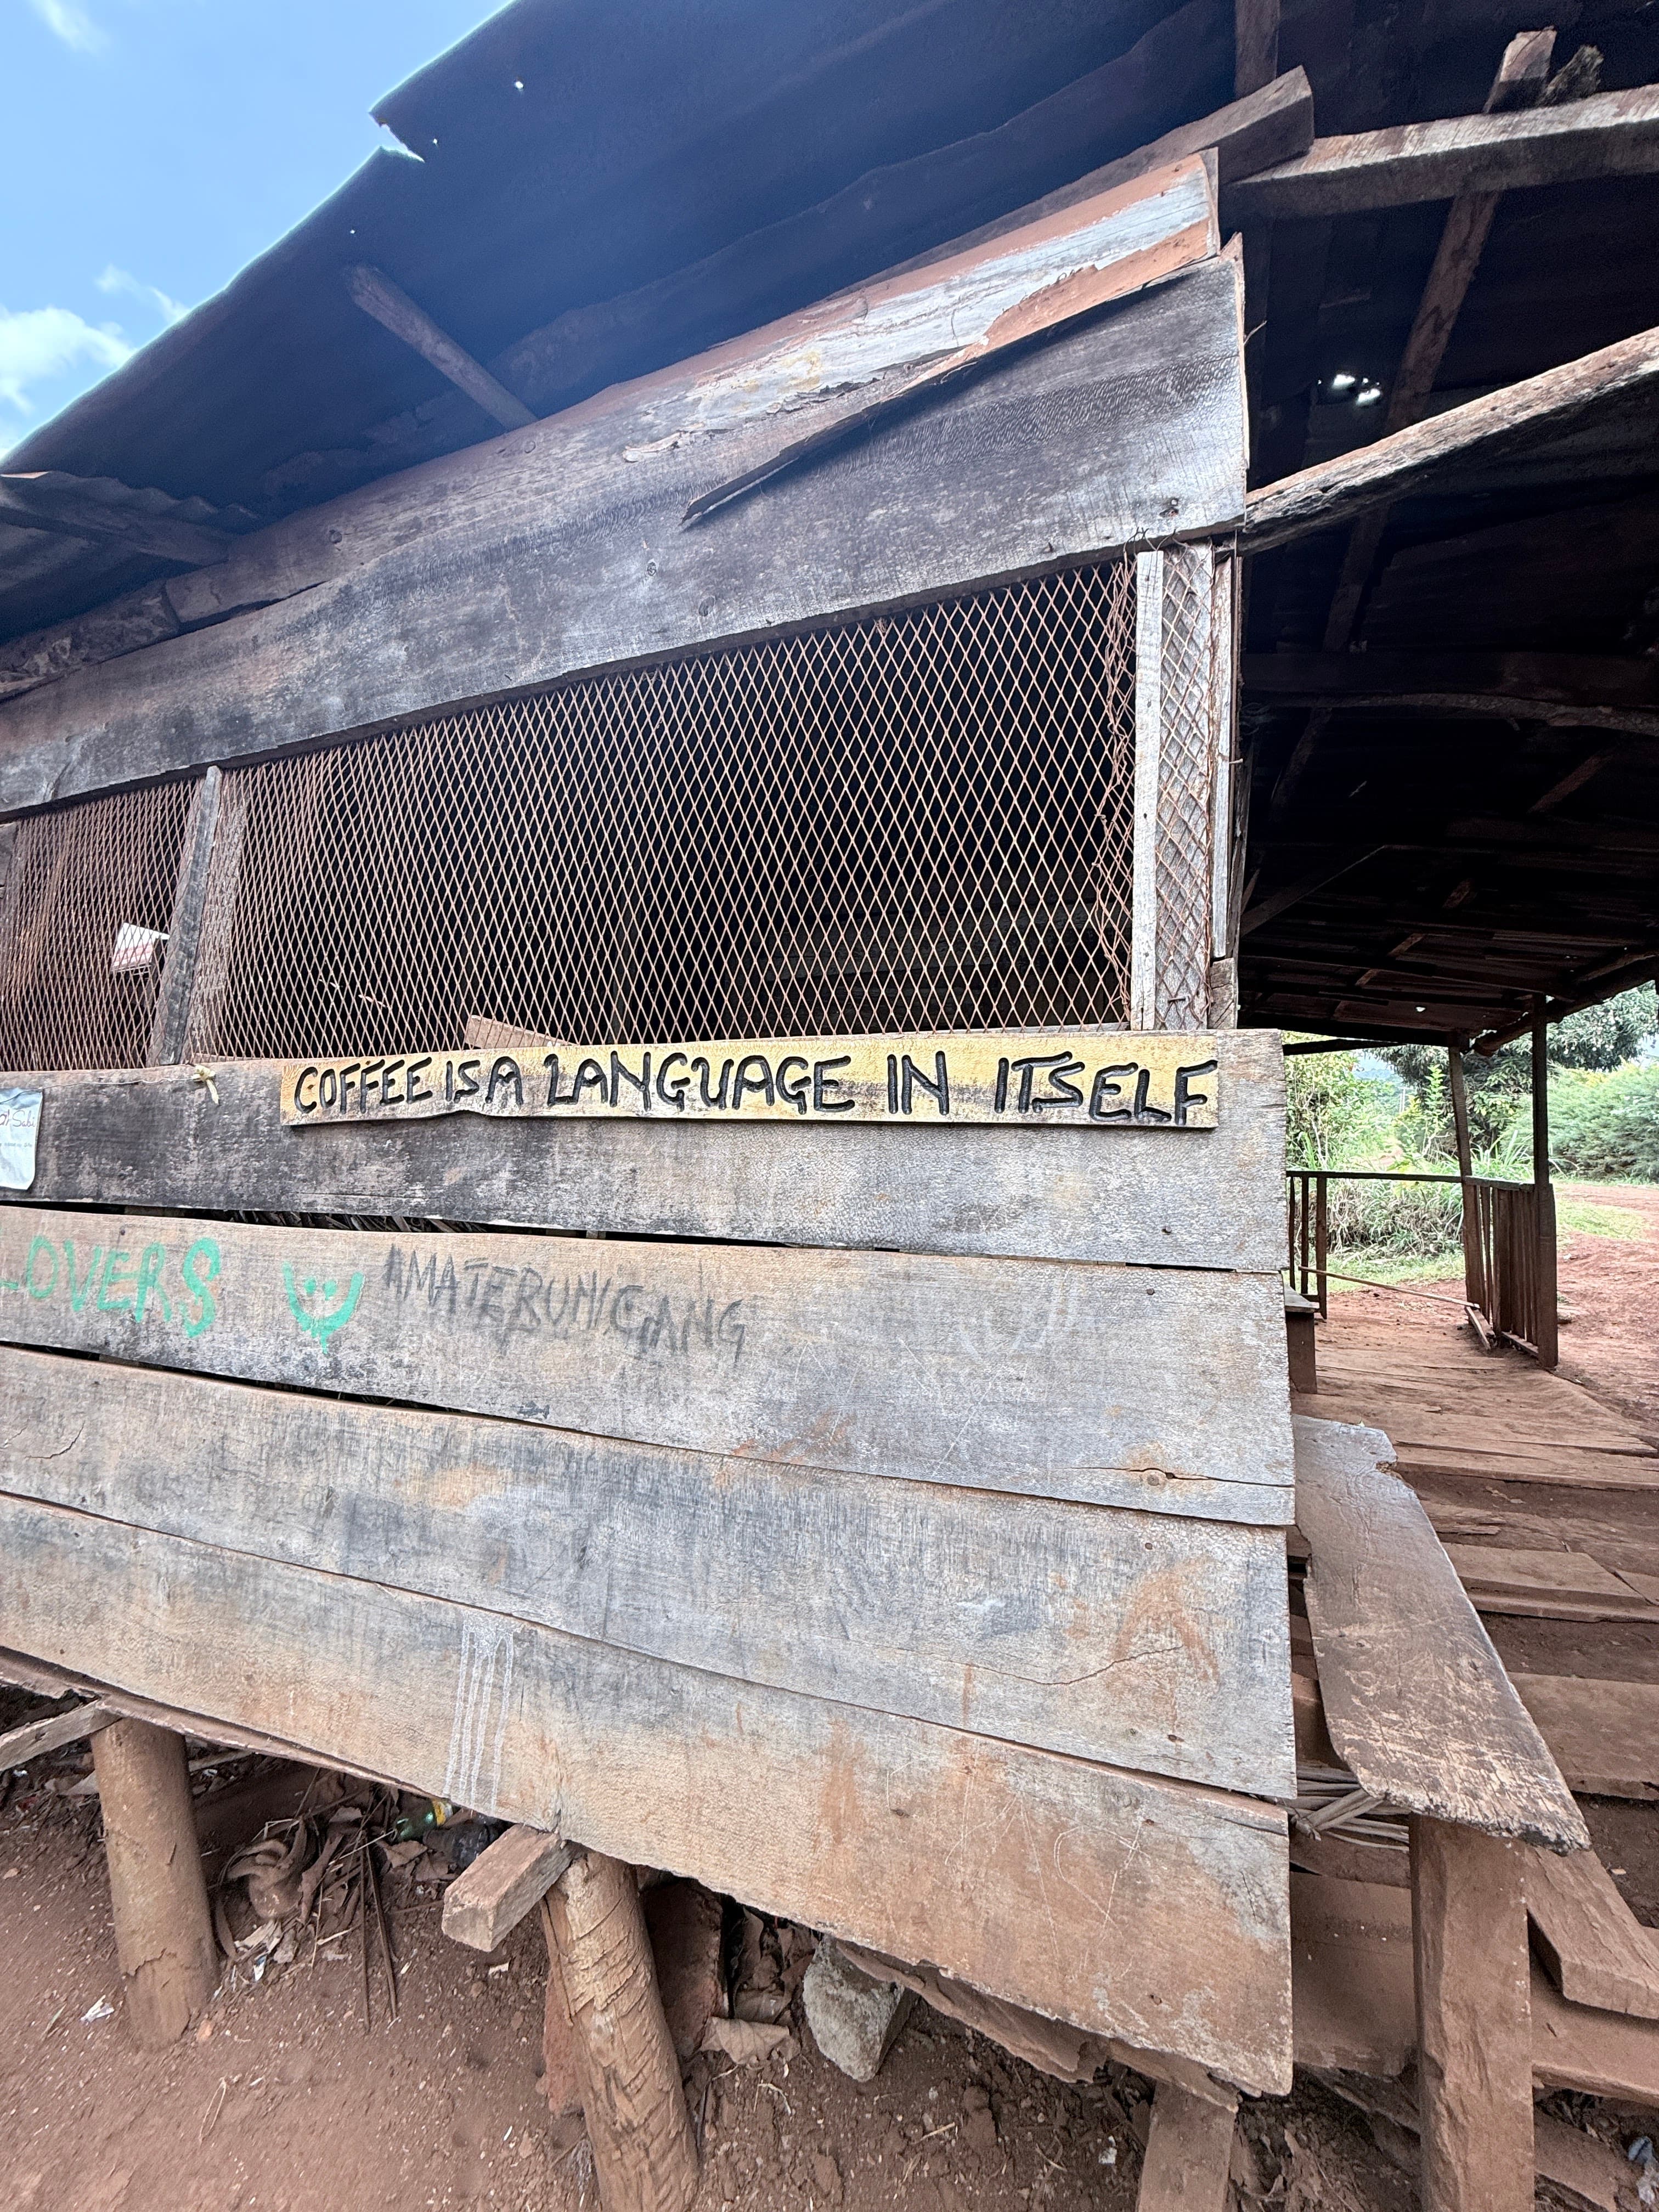 COFFEE IS A LANGUAGE IN ITSELF
LOVERS
AMATEBUNIGANG